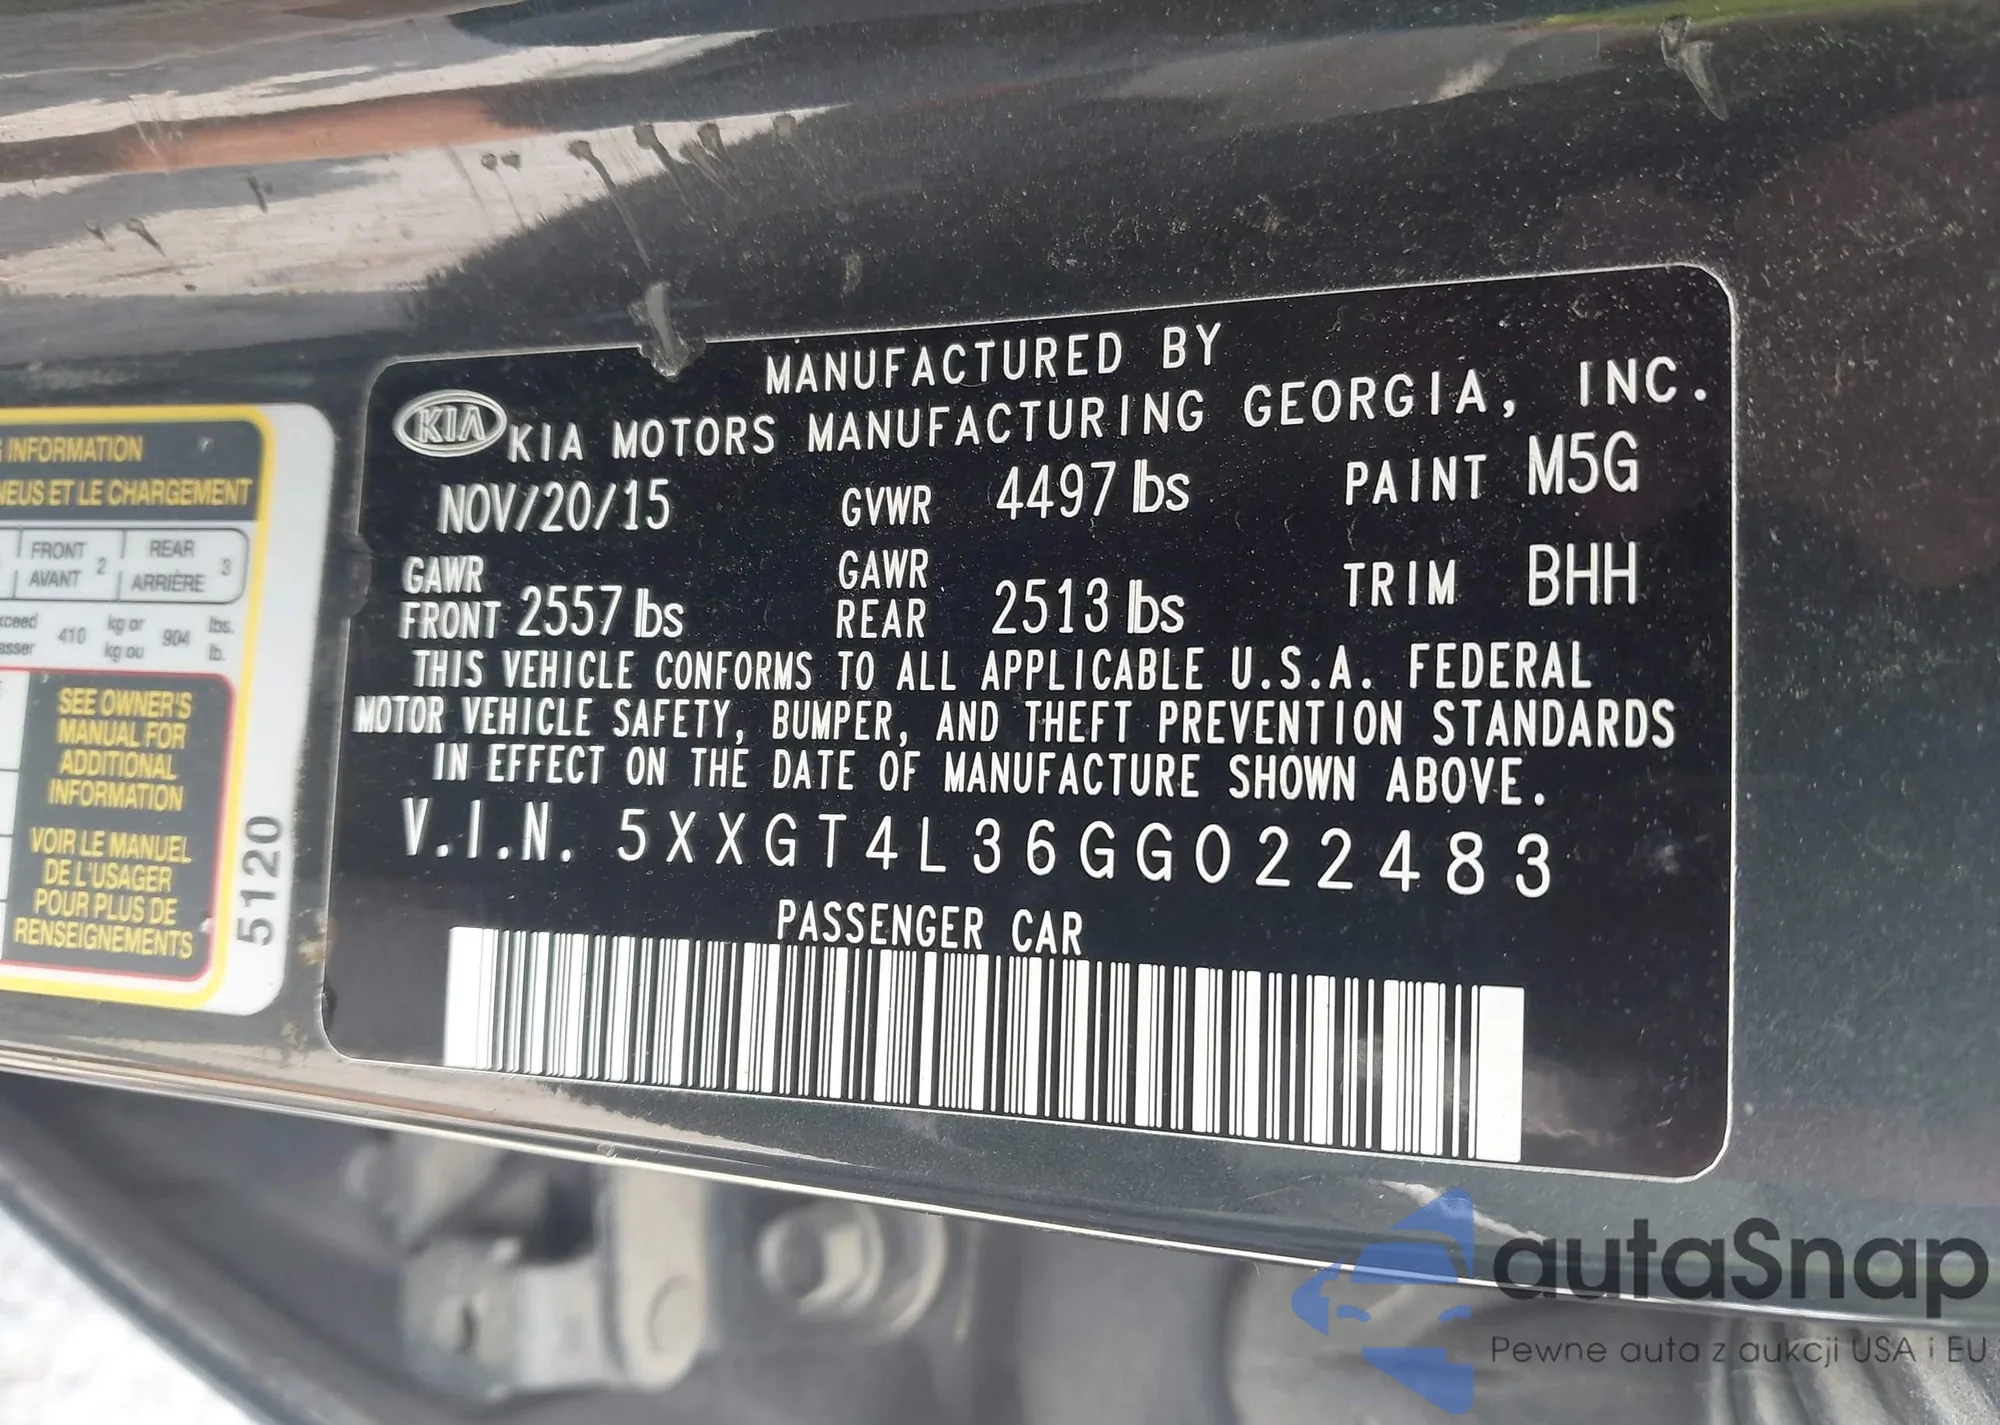 INFORMATION
NEUS ET LE CHARGEMENT
FRONT 2 REAR 3
AVANT ARRIÈRE
410 kg or 904 lbs.
kg ou lb.
SEE OWNER'S
MANUAL FOR
ADDITIONAL
INFORMATION
VOIR LE MANUEL
DE L'USAGER
POUR PLUS DE
RENSEIGNEMENTS
5120
MANUFACTURED BY
KIA KIA MOTORS MANUFACTURING GEORGIA, INC.
NOV/20/15 GVWR 4497 lbs PAINT M5G
GAWR FRONT 2557 lbs GAWR REAR 2513 lbs TRIM BHH
THIS VEHICLE CONFORMS TO ALL APPLICABLE U.S.A. FEDERAL
MOTOR VEHICLE SAFETY, BUMPER, AND THEFT PREVENTION STANDARDS
IN EFFECT ON THE DATE OF MANUFACTURE SHOWN ABOVE.
V.I.N. 5XXGT4L36GG022483
PASSENGER CAR
autaSnap
Pewne auta z aukcji USA i EU